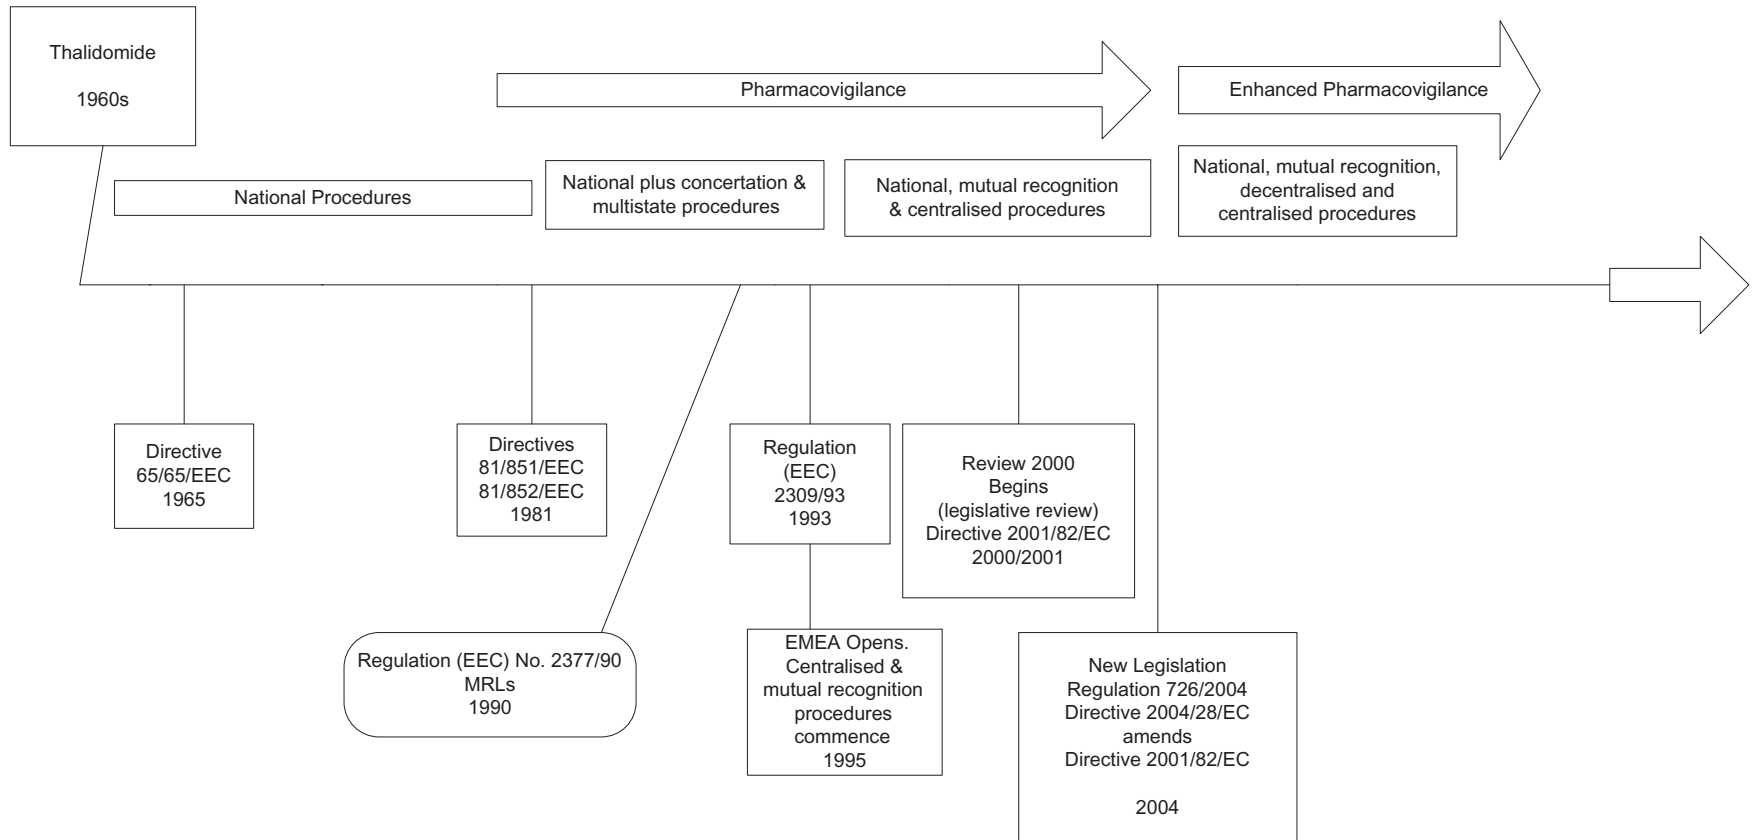 Thalidomide
1960s
Pharmacovigilance
Enhanced Pharmacovigilance
National Procedures
National plus concertation &
multistate procedures
National, mutual recognition
& centralised procedures
National, mutual recognition,
decentralised and
centralised procedures
Directive
65/65/EEC
1965
Directives
81/851/EEC
81/852/EEC
1981
Regulation
(EEC)
2309/93
1993
Review 2000
Begins
(legislative review)
Directive 2001/82/EC
2000/2001
Regulation (EEC) No. 2377/90
MRLs
1990
EMEA Opens.
Centralised &
mutual recognition
procedures
commence
1995
New Legislation
Regulation 726/2004
Directive 2004/28/EC
amends
Directive 2001/82/EC
2004